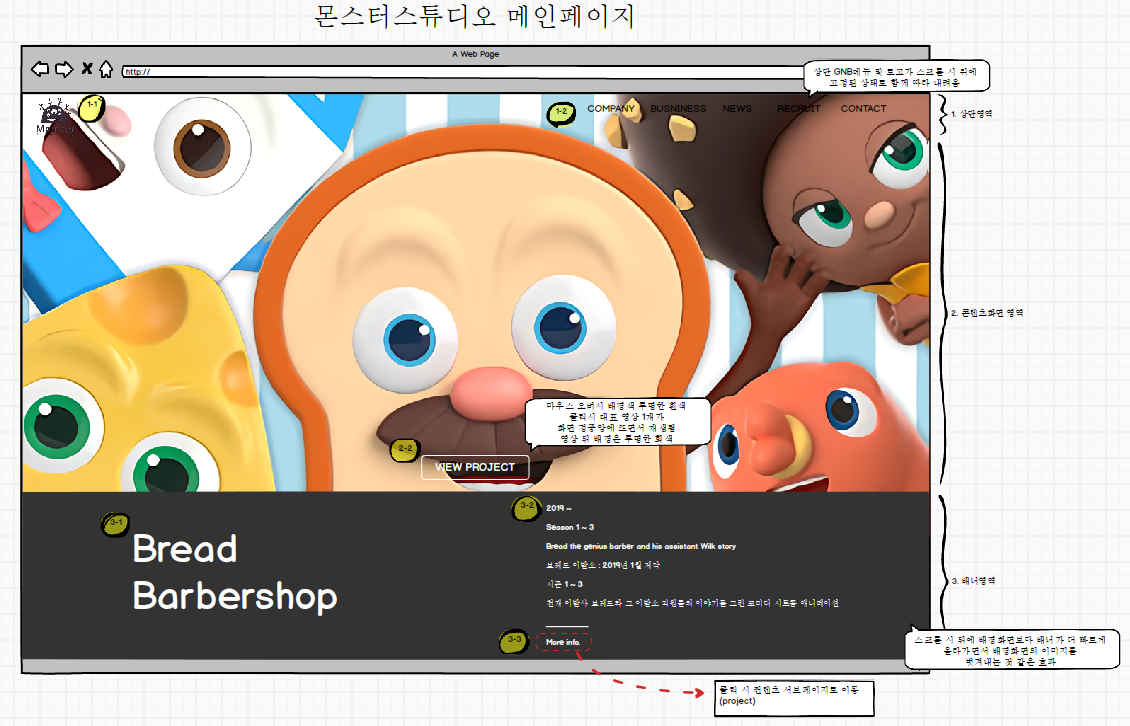 몬스터스튜디오 메인페이지
A Web Page
http://
상단 GNB메뉴 및 로고가 스크롤 시 위에
고정된 상태로 함께 따라 내려옴
1-1
1-2
COMPANY
BUSNINESS
NEWS
RECRUIT
CONTACT
1. 상단영역
2. 콘텐츠화면 영역
마우스 오버시 배경색 투명한 흰색
클릭시 대표 영상 1개가
화면 정중앙에 뜨면서 재생됨
영상 뒤 배경은 투명한 회색
2-2
VIEW PROJECT
3-1
Bread
Barbershop
3-2
2019 ~
Season 1 ~ 3
Bread the genius barber and his assistant Wilk story
브레드 이발소 : 2019년 1월 제작
시즌 1 ~ 3
천재 이발사 브레드와 그 이발소 직원들의 이야기를 그린 코미디 시트콤 애니메이션
3-3
More info.
3. 배너영역
스크롤 시 뒤에 배경화면보다 배너가 더 빠르게
올라가면서 배경화면의 이미지를
벗겨내는 것 같은 효과
클릭 시 컨텐츠 서브페이지로 이동
(project)